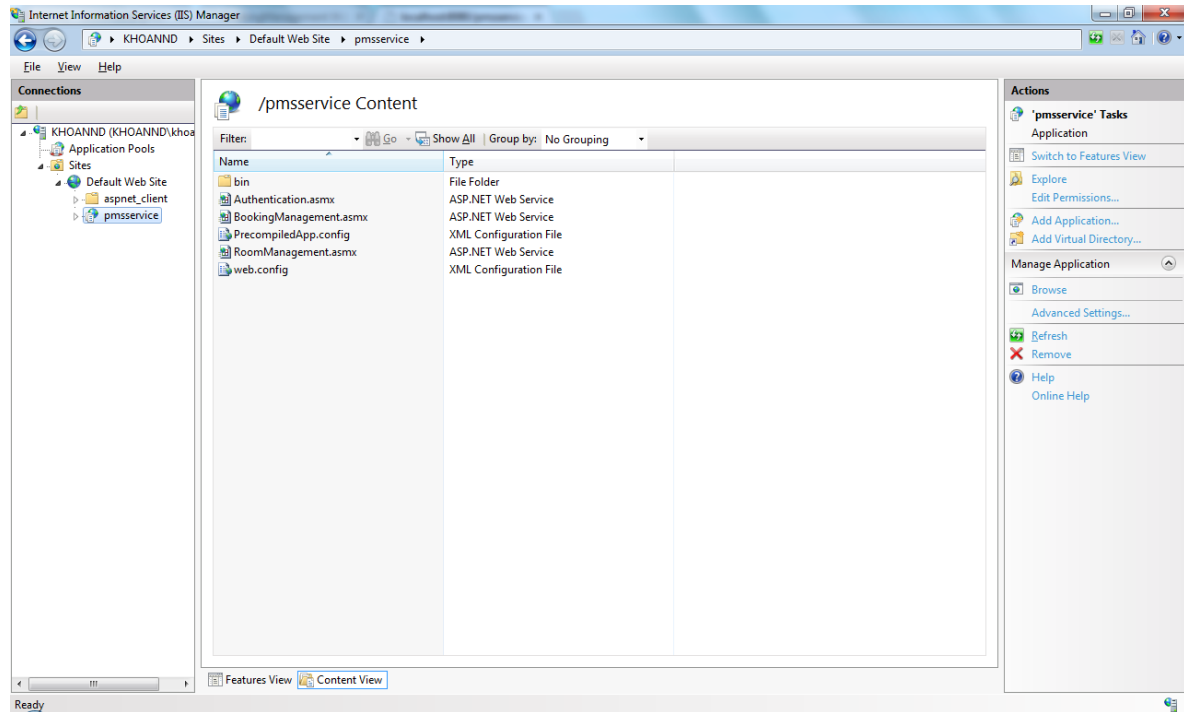 Internet Information Services (IIS) Manager
KHOANND Sites Default Web Site pmsservice
File View Help
Connections
KHOANND (KHOANND\khoa
Application Pools
Sites
Default Web Site
aspnet_client
pmsservice
/pmsservice Content
Filter: Go Show All Group by: No Grouping
Name Type
bin File Folder
Authentication.asmx ASP.NET Web Service
BookingManagement.asmx ASP.NET Web Service
PrecompiledApp.config XML Configuration File
RoomManagement.asmx ASP.NET Web Service
web.config XML Configuration File
Features View Content View
Actions
'pmsservice' Tasks
Application
Switch to Features View
Explore
Edit Permissions...
Add Application...
Add Virtual Directory...
Manage Application
Browse
Advanced Settings...
Refresh
Remove
Help
Online Help
Ready